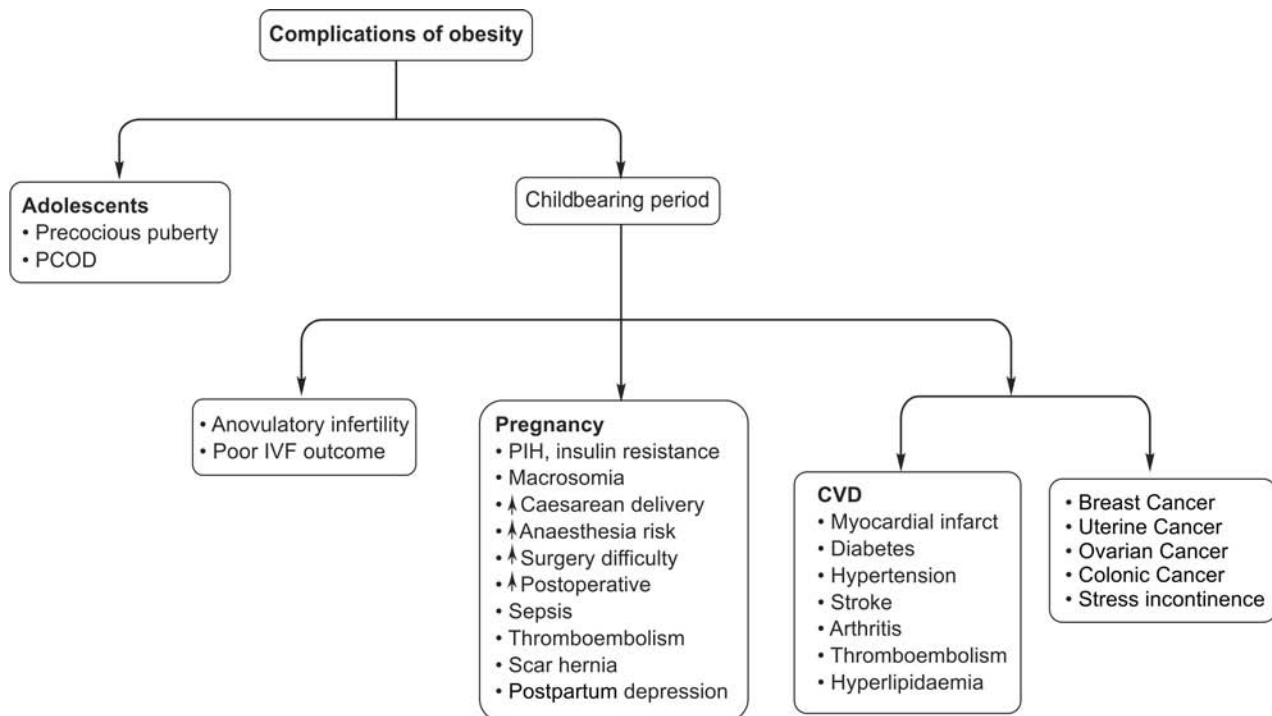 Complications of obesity
Adolescents
• Precocious puberty
• PCOD
Childbearing period
• Anovulatory infertility
• Poor IVF outcome
Pregnancy
• PIH, insulin resistance
• Macrosomia
• ↑Caesarean delivery
• ↑Anaesthesia risk
• ↑Surgery difficulty
• ↑Postoperative
• Sepsis
• Thromboembolism
• Scar hernia
• Postpartum depression
CVD
• Myocardial infarct
• Diabetes
• Hypertension
• Stroke
• Arthritis
• Thromboembolism
• Hyperlipidaemia
• Breast Cancer
• Uterine Cancer
• Ovarian Cancer
• Colonic Cancer
• Stress incontinence